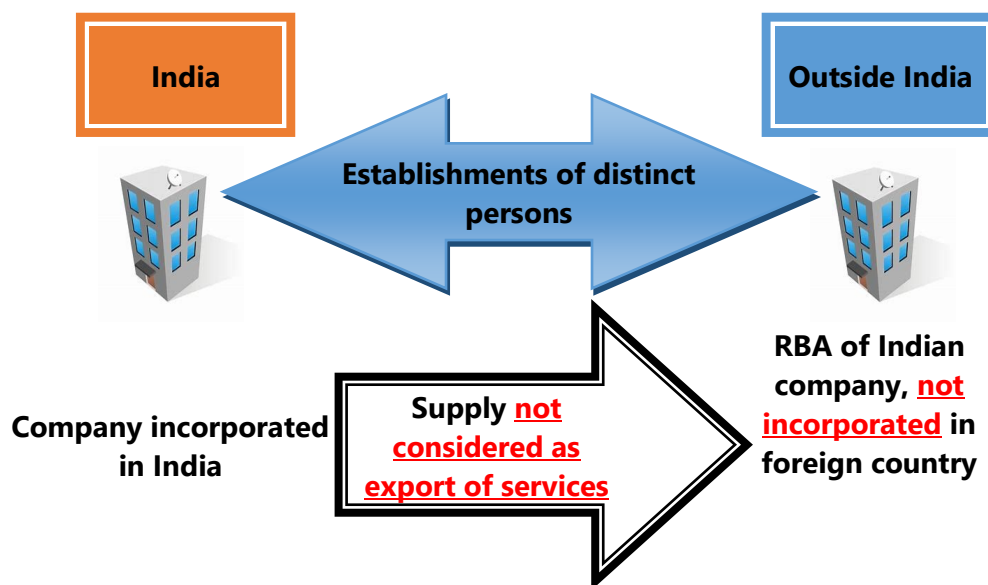 India
Outside India
Establishments of distinct
persons
Company incorporated
in India
Supply not
considered as
export of services
RBA of Indian
company, not
incorporated in
foreign country